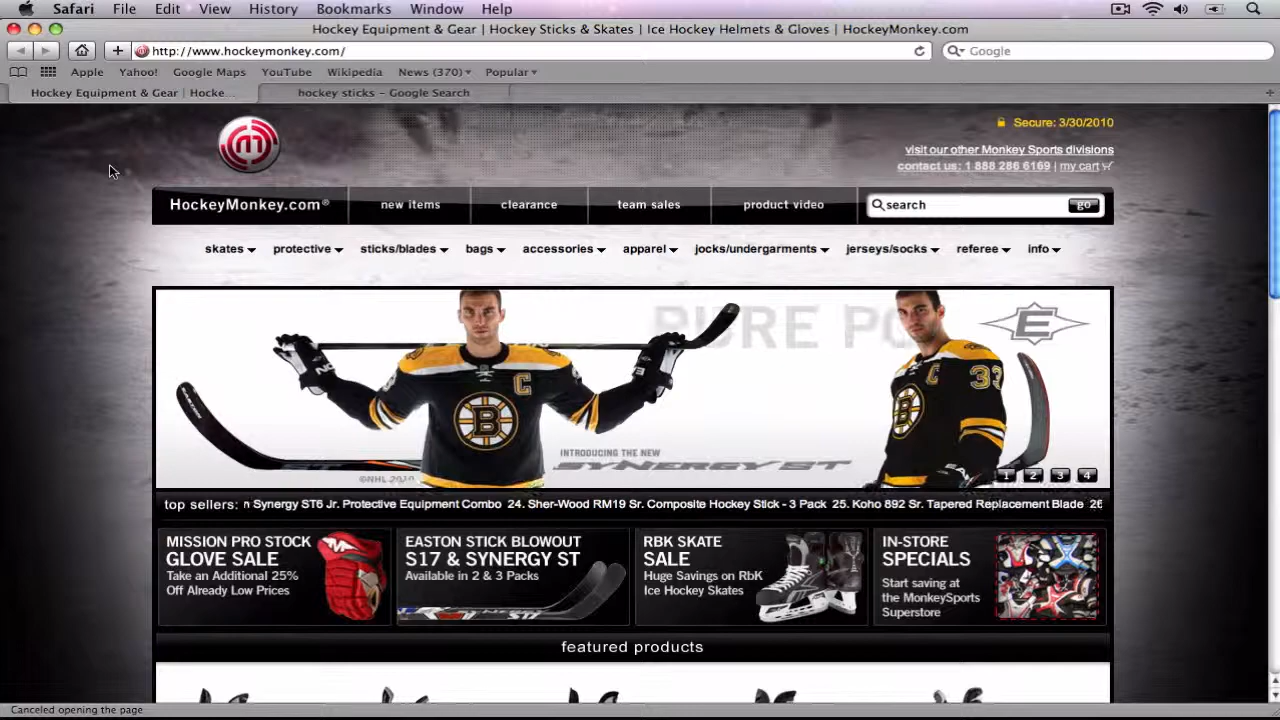 Safari File Edit View History Bookmarks Window Help
Hockey Equipment & Gear | Hockey Sticks & Skates | Ice Hockey Helmets & Gloves | HockeyMonkey.com
http://www.hockeymonkey.com/ Google
Apple Yahoo! Google Maps YouTube Wikipedia News (370) Popular
Hockey Equipment & Gear | Hocke... hockey sticks – Google Search
Secure: 3/30/2010
visit our other Monkey Sports divisions
contact us: 1 888 286 6169 | my cart
HockeyMonkey.com® new items clearance team sales product video search go
skates protective sticks/blades bags accessories apparel jocks/undergarments jerseys/socks referee info
PURE PO
E
C
C 33
B
B
INTRODUCING THE NEW
SYNERGY ST
©NHL 2010
1 2 3 4
top sellers: n Synergy ST6 Jr. Protective Equipment Combo 24. Sher-Wood RM19 Sr. Composite Hockey Stick - 3 Pack 25. Koho 892 Sr. Tapered Replacement Blade 26
MISSION PRO STOCK
GLOVE SALE
Take an Additional 25%
Off Already Low Prices
EASTON STICK BLOWOUT
S17 & SYNERGY ST
Available in 2 & 3 Packs
RBK SKATE
SALE
Huge Savings on RbK
Ice Hockey Skates
IN-STORE
SPECIALS
Start saving at
the MonkeySports
Superstore
featured products
Canceled opening the page